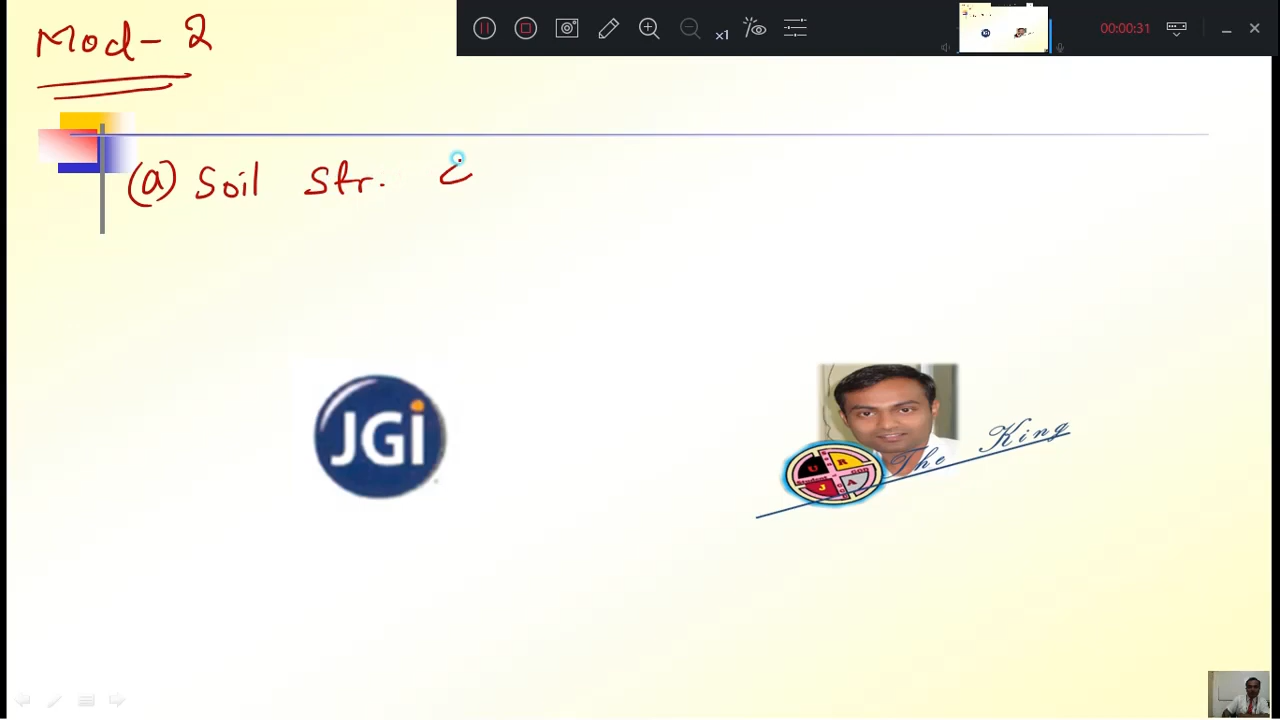 Mod - 2
x1
00:00:31
(a) Soil Str.
JGi
The King
U R
J A